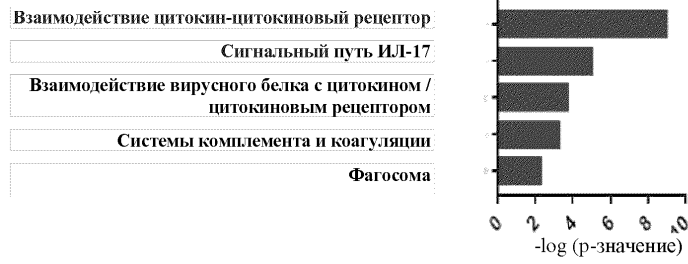 Взаимодействие цитокин-цитокиновый рецептор
Сигнальный путь ИЛ-17
Взаимодействие вирусного белка с цитокином /
цитокиновым рецептором
Системы комплемента и коагуляции
Фагосома
0 2 4 6 8 10
-log (p-значение)